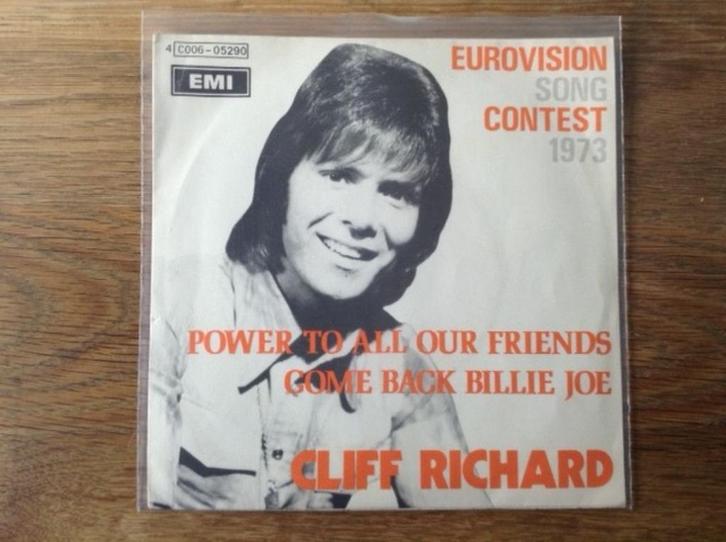 4 C006-05290
EMI
EUROVISION
SONG
CONTEST
1973
POWER TO ALL OUR FRIENDS
COME BACK BILLIE JOE
CLIFF RICHARD